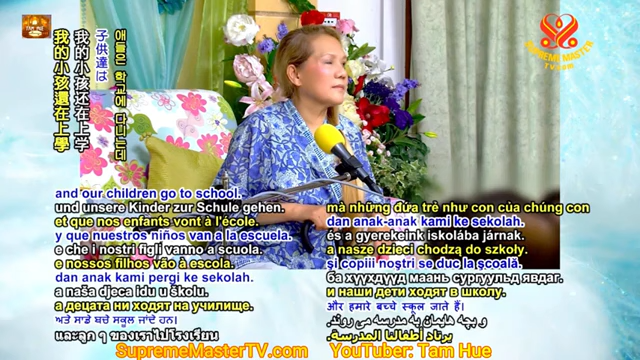 SUPREME MASTER
TV.com
애들은 학교에 다니는데
子供達は
我的小孩还在上学
我的小孩還在上學
and our children go to school.
und unsere Kinder zur Schule gehen.
et que nos enfants vont à l'école.
y que nuestros niños van a la escuela.
e che i nostri figli vanno a scuola.
e nossos filhos vão à escola.
dan anak kami pergi ke sekolah.
a naša djeca idu u školu.
а децата ни ходят на училище.
ਅਤੇ ਸਾਡੇ ਬਚੇ ਸਕੂਲ ਜਾਂਦੇ ਹਨ।
และลูก ๆ ของเราไปโรงเรียน
mà những đứa trẻ như con của chúng con
dan anak-anak kami ke sekolah.
és a gyerekeink iskolába járnak.
a nasze dzieci chodzą do szkoły.
și copiii noștri se duc la școală.
ба хүүхдүүд маань сургуульд явдаг.
и наши дети ходят в школу.
और हमारे बच्चे स्कूल जाते हैं।
و بچه هایمان به مدرسه می روند.
يرتاد أطفالنا المدرسة.
SupremeMasterTV.com
YouTuber: Tam Hue